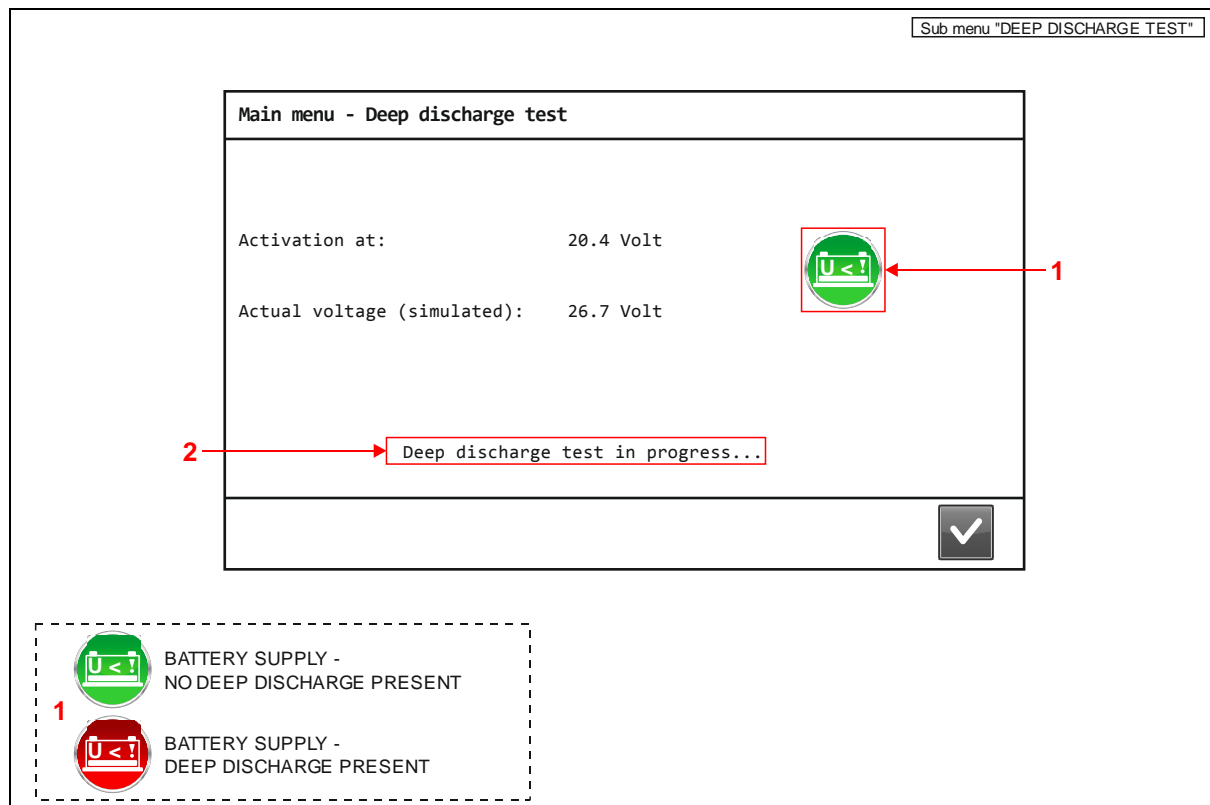 Sub menu "DEEP DISCHARGE TEST"
Main menu - Deep discharge test
Activation at: 20.4 Volt
U < !
1
Actual voltage (simulated): 26.7 Volt
2
Deep discharge test in progress...
U < !
BATTERY SUPPLY -
NO DEEP DISCHARGE PRESENT
1
U < !
BATTERY SUPPLY -
DEEP DISCHARGE PRESENT